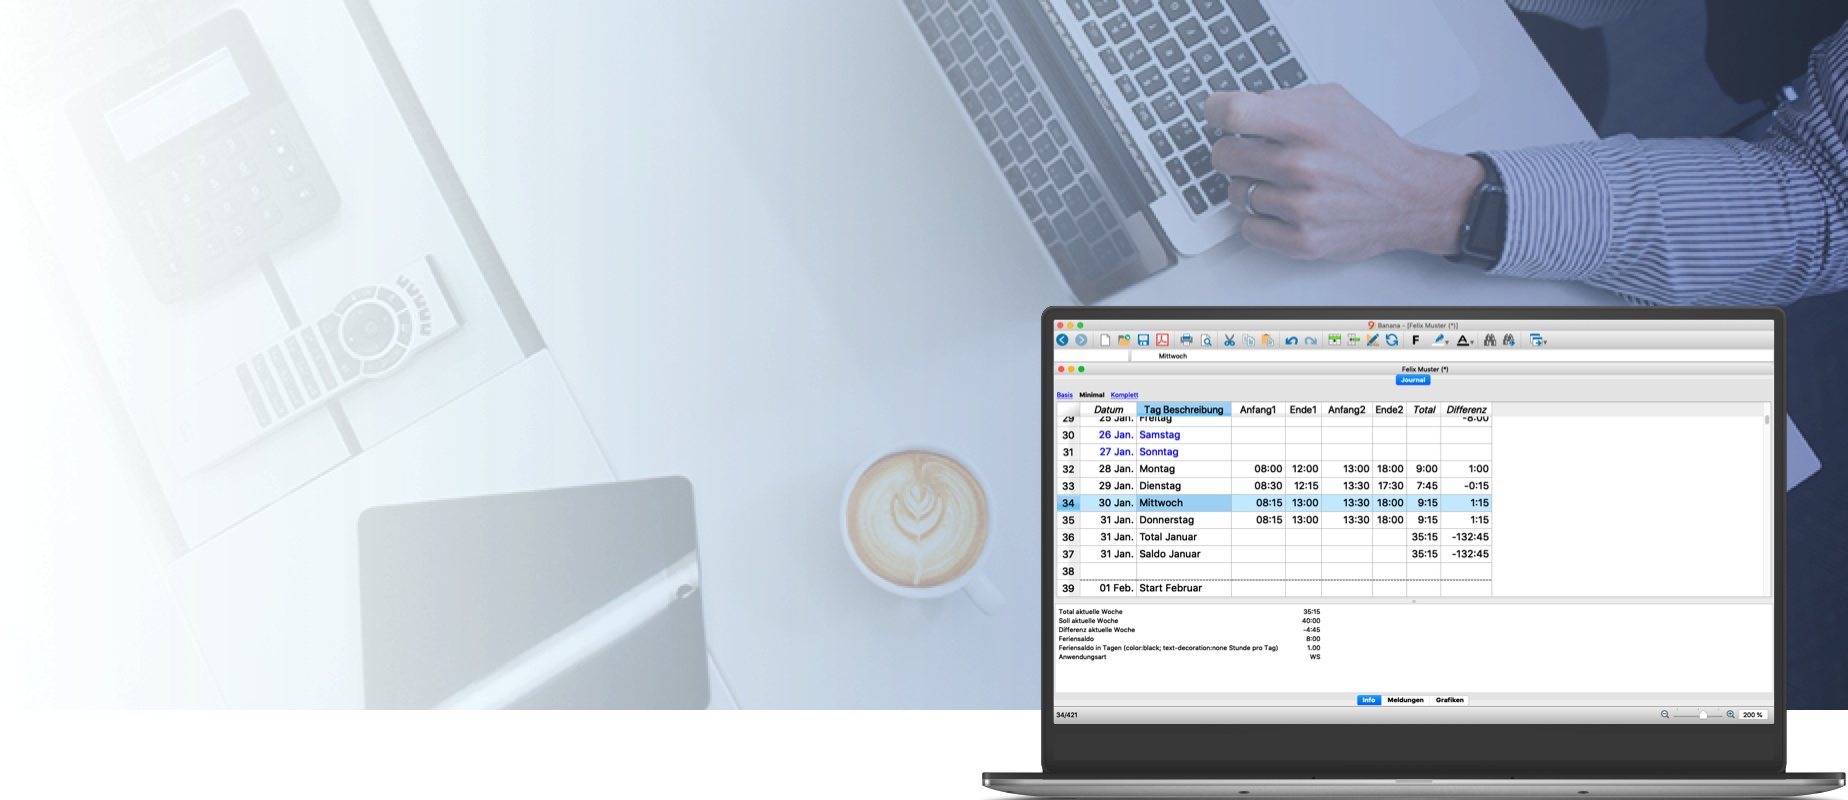 Banana - [Felix Muster (*)]
F A
Mittwoch
Felix Muster (*)
Journal
Basis Minimal Komplett
Datum Tag Beschreibung Anfang1 Ende1 Anfang2 Ende2 Total Differenz
29 25 Jan. Freitag -8:00
30 26 Jan. Samstag
31 27 Jan. Sonntag
32 28 Jan. Montag 08:00 12:00 13:00 18:00 9:00 1:00
33 29 Jan. Dienstag 08:30 12:15 13:30 17:30 7:45 -0:15
34 30 Jan. Mittwoch 08:15 13:00 13:30 18:00 9:15 1:15
35 31 Jan. Donnerstag 08:15 13:00 13:30 18:00 9:15 1:15
36 31 Jan. Total Januar 35:15 -132:45
37 31 Jan. Saldo Januar 35:15 -132:45
38
39 01 Feb. Start Februar
Total aktuelle Woche 35:15
Soll aktuelle Woche 40:00
Differenz aktuelle Woche -4:45
Feriensaldo 8:00
Feriensaldo in Tagen (color:black; text-decoration:none Stunde pro Tag) 1.00
Anwendungsart WS
Info Meldungen Grafiken
34/421 200 %